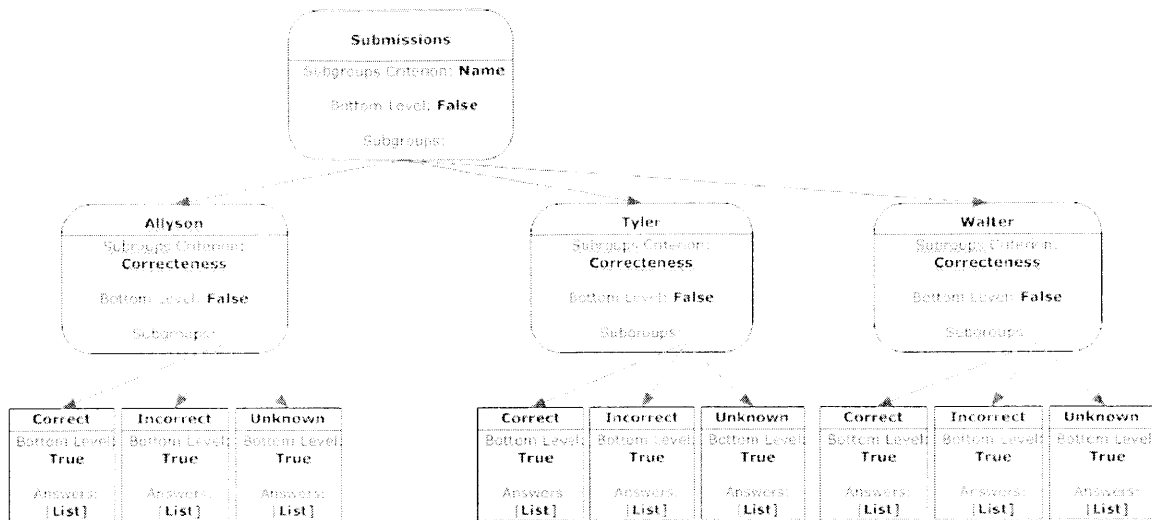 Submissions
Subgroups Criterion: Name
Bottom Level: False
Subgroups:
Allyson
Subgroups Criterion:
Correcteness
Bottom Level: False
Subgroups:
Tyler
Subgroups Criterion:
Correcteness
Bottom Level: False
Subgroups:
Walter
Subgroups Criterion:
Correcteness
Bottom Level: False
Subgroups
Correct
Bottom Level:
True
Answers:
[List]
Incorrect
Bottom Level:
True
Answers:
[List]
Unknown
Bottom Level:
True
Answers:
[List]
Correct
Bottom Level:
True
Answers
[List]
Incorrect
Bottom Level:
True
Answers:
[List]
Unknown
Bottom Level:
True
Answers:
[List]
Correct
Bottom Level:
True
Answers:
[List]
Incorrect
Bottom Level:
True
Answers:
[List]
Unknown
Bottom Level:
True
Answers:
[List]